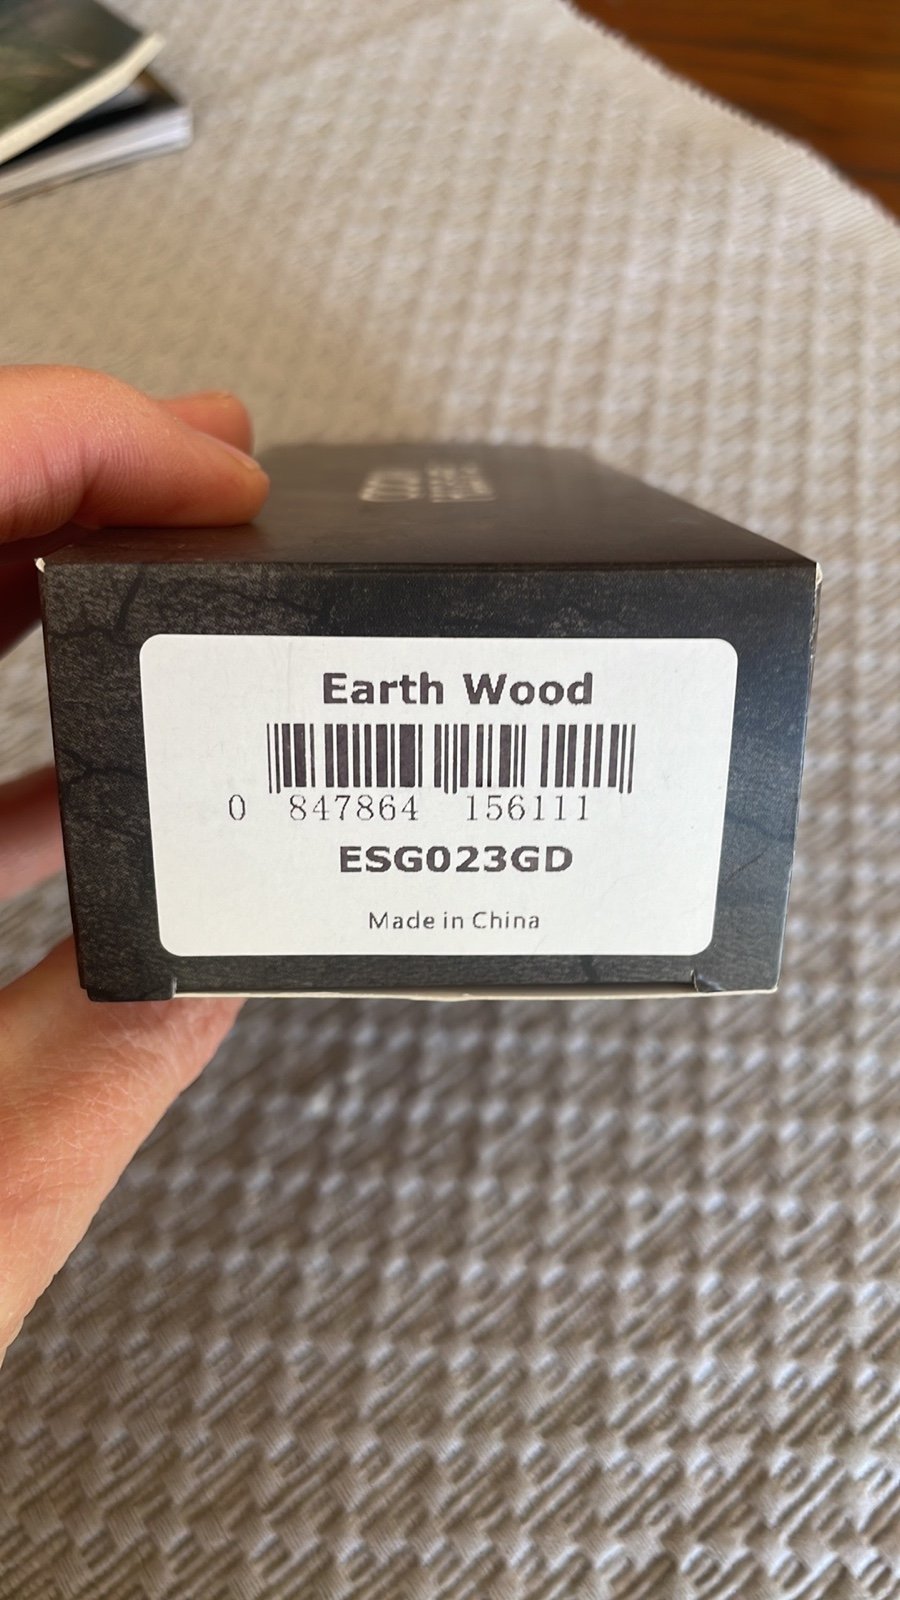 Earth Wood
0 847864 156111
ESG023GD
Made in China